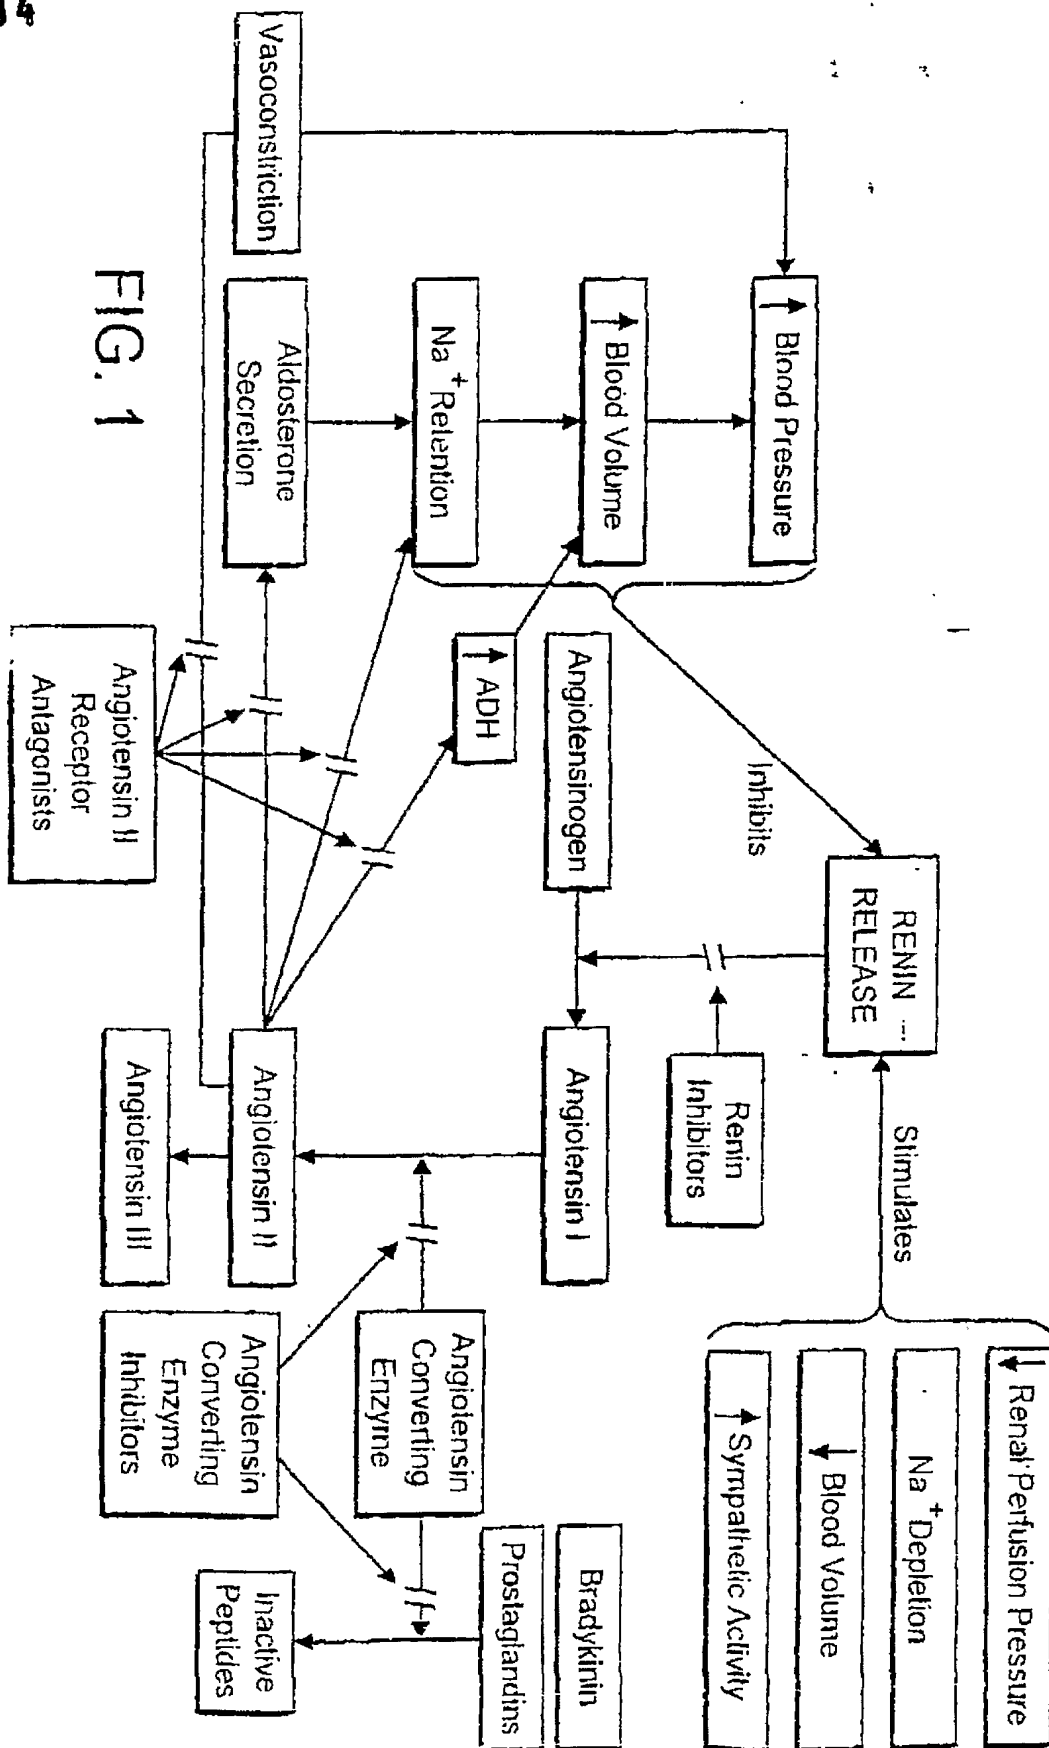 14
RENIN ...
RELEASE
Stimulates
↓ Renal Perfusion Pressure
Na + Depletion
↓ Blood Volume
↑ Sympathetic Activity
Inhibits
Renin
Inhibitors
↑ Blood Pressure
↑ Blood Volume
Na + Retention
Aldosterone
Secretion
Vasoconstriction
↑ ADH
Angiotensinogen
Angiotensin I
Angiotensin II
Angiotensin III
Angiotensin
Converting
Enzyme
Bradykinin
Prostaglandins
Inactive
Peptides
Angiotensin
Converting
Enzyme
Inhibitors
Angiotensin II
Receptor
Antagonists
FIG. 1